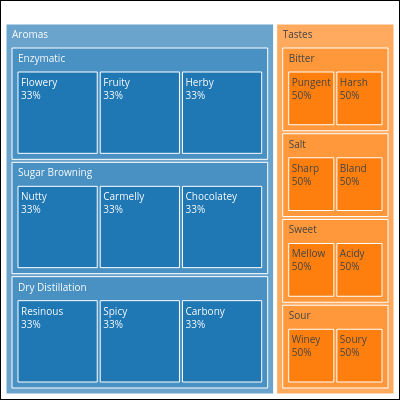 Aromas
Enzymatic
Flowery
33%
Fruity
33%
Herby
33%
Sugar Browning
Nutty
33%
Carmelly
33%
Chocolatey
33%
Dry Distillation
Resinous
33%
Spicy
33%
Carbony
33%
Tastes
Bitter
Pungent
50%
Harsh
50%
Salt
Sharp
50%
Bland
50%
Sweet
Mellow
50%
Acidy
50%
Sour
Winey
50%
Soury
50%